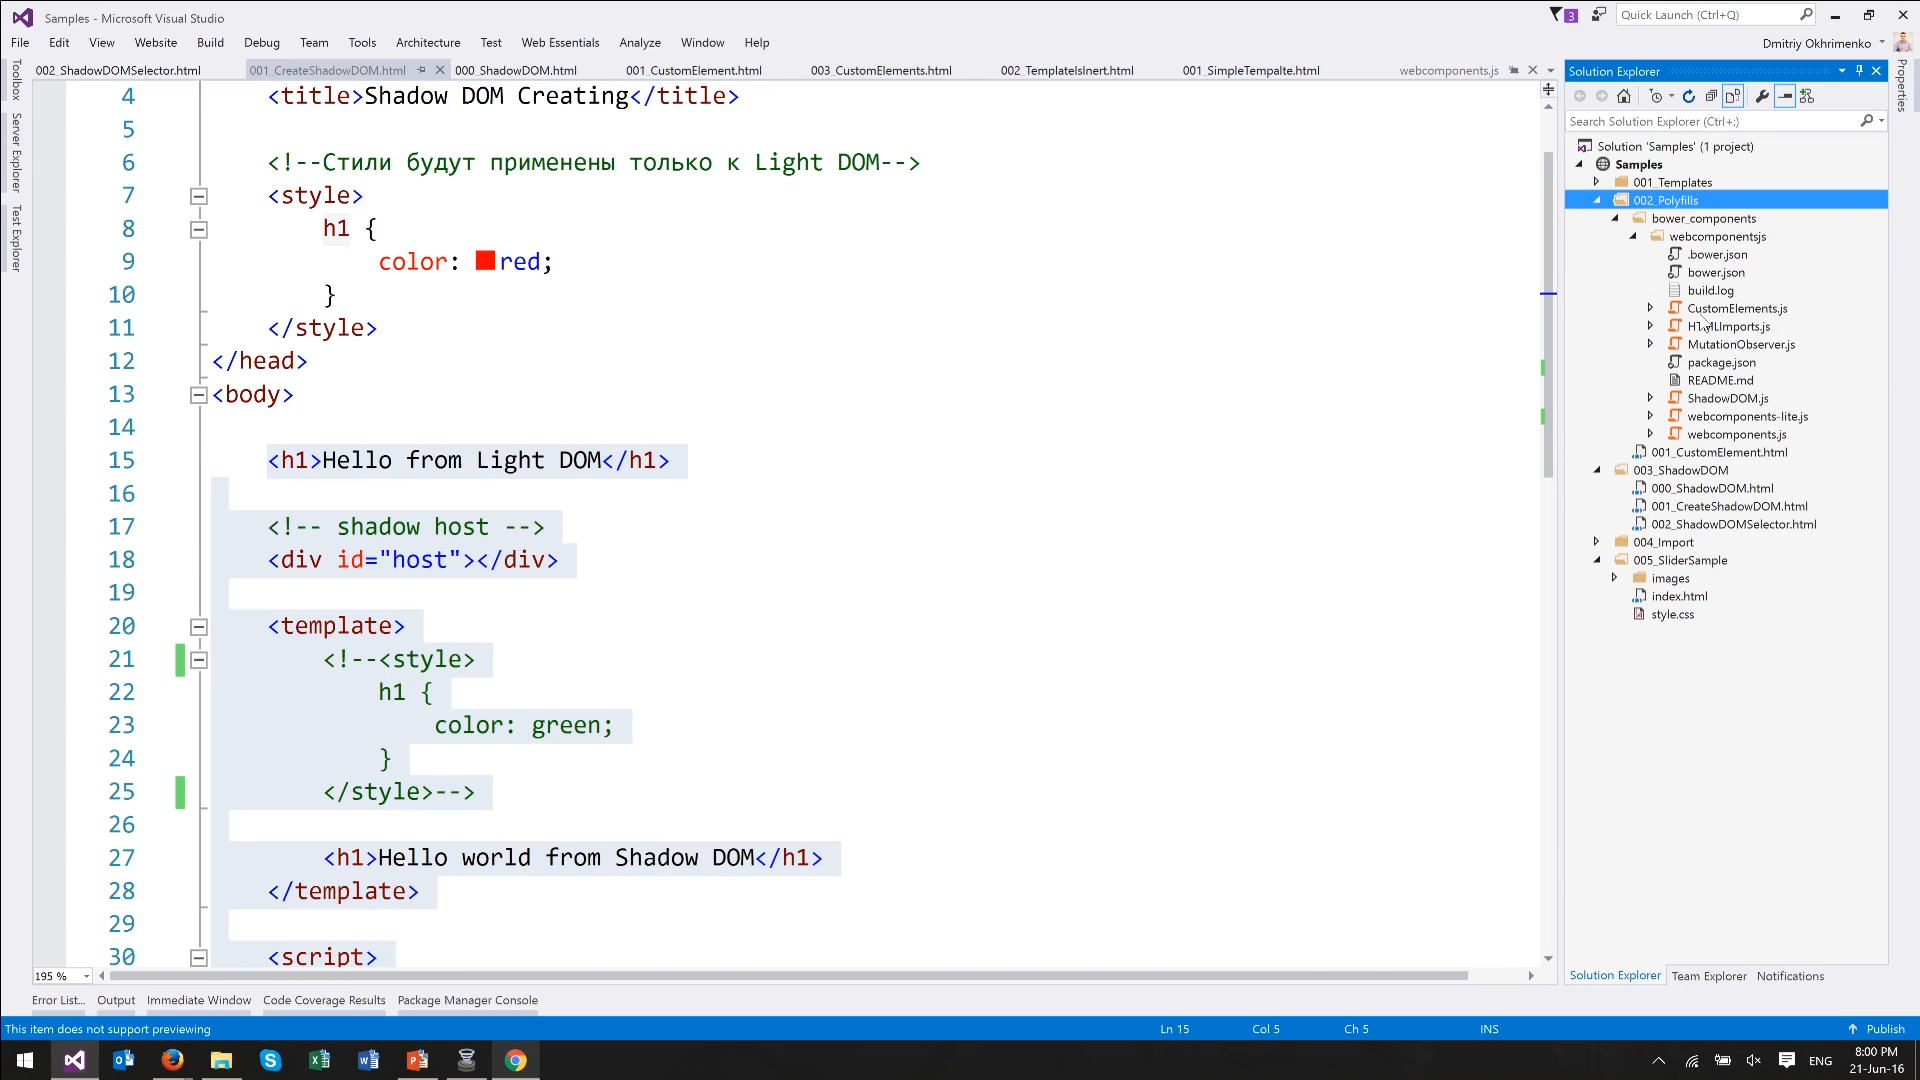 Samples - Microsoft Visual Studio
3
Quick Launch (Ctrl+Q)
File Edit View Website Build Debug Team Tools Architecture Test Web Essentials Analyze Window Help
Dmitriy Okhrimenko
002_ShadowDOMSelector.html 001_CreateShadowDOM.html 000_ShadowDOM.html 001_CustomElement.html 003_CustomElements.html 002_TemplateIsInert.html 001_SimpleTempalte.html webcomponents.js
Toolbox
Server Explorer
Test Explorer
4 <title>Shadow DOM Creating</title>
5
6 <!--Стили будут применены только к Light DOM-->
7 <style>
8 h1 {
9 color: red;
10 }
11 </style>
12 </head>
13 <body>
14
15 <h1>Hello from Light DOM</h1>
16
17 <!-- shadow host -->
18 <div id="host"></div>
19
20 <template>
21 <!--<style>
22 h1 {
23 color: green;
24 }
25 </style>-->
26
27 <h1>Hello world from Shadow DOM</h1>
28 </template>
29
30 <script>
195 %
Solution Explorer
Search Solution Explorer (Ctrl+;)
Solution 'Samples' (1 project)
Samples
001_Templates
002_Polyfills
bower_components
webcomponentsjs
.bower.json
bower.json
build.log
CustomElements.js
HTMLImports.js
MutationObserver.js
package.json
README.md
ShadowDOM.js
webcomponents-lite.js
webcomponents.js
001_CustomElement.html
003_ShadowDOM
000_ShadowDOM.html
001_CreateShadowDOM.html
002_ShadowDOMSelector.html
004_Import
005_SliderSample
images
index.html
style.css
Solution Explorer Team Explorer Notifications
Properties
Error List... Output Immediate Window Code Coverage Results Package Manager Console
This item does not support previewing Ln 15 Col 5 Ch 5 INS Publish
ENG
8:00 PM
21-Jun-16